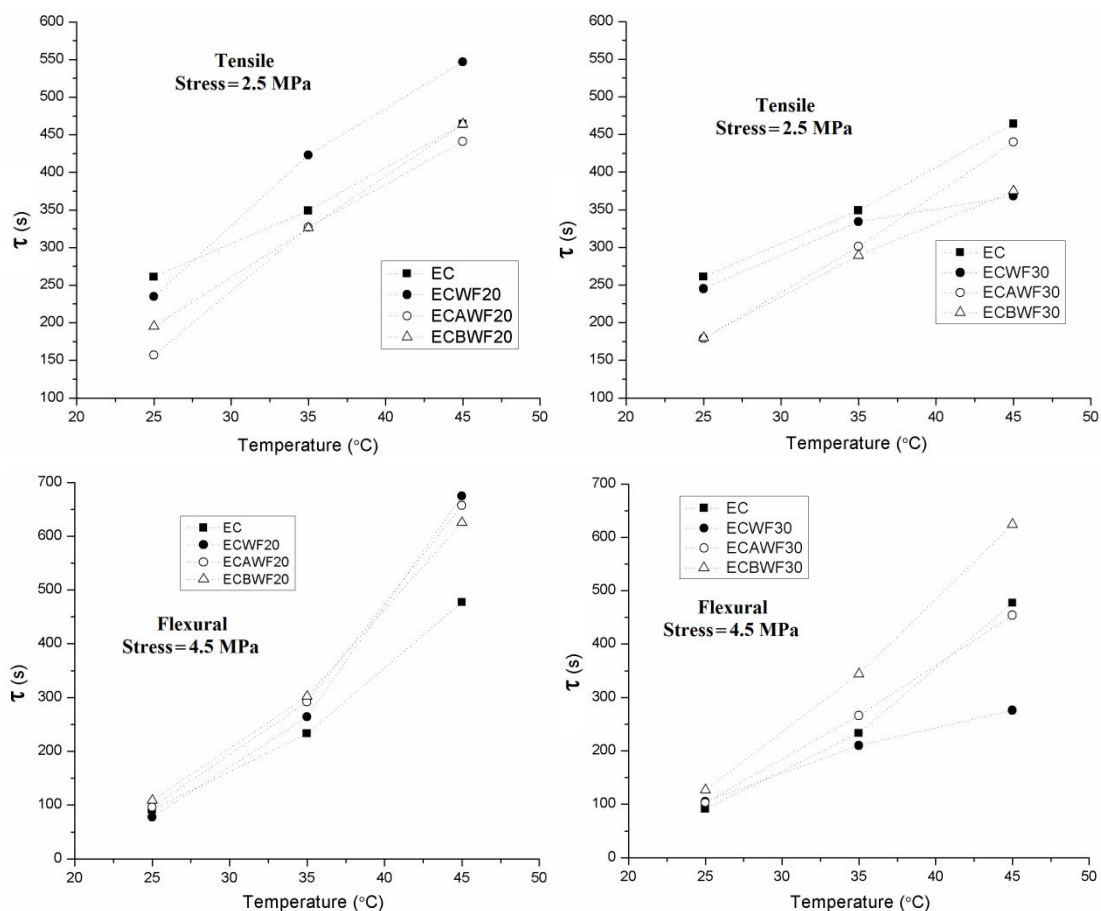 600
550
500
450
400
350
300
250
200
150
100
τ (s)
Tensile
Stress=2.5 MPa
EC
ECWF20
ECAWF20
ECBWF20
20 25 30 35 40 45 50
Temperature (°C)
600
550
500
450
400
350
300
250
200
150
100
τ (s)
Tensile
Stress=2.5 MPa
EC
ECWF30
ECAWF30
ECBWF30
20 25 30 35 40 45 50
Temperature (°C)
700
600
500
400
300
200
100
0
τ (s)
EC
ECWF20
ECAWF20
ECBWF20
Flexural
Stress=4.5 MPa
20 25 30 35 40 45 50
Temperature (°C)
700
600
500
400
300
200
100
0
τ (s)
EC
ECWF30
ECAWF30
ECBWF30
Flexural
Stress=4.5 MPa
20 25 30 35 40 45 50
Temperature (°C)